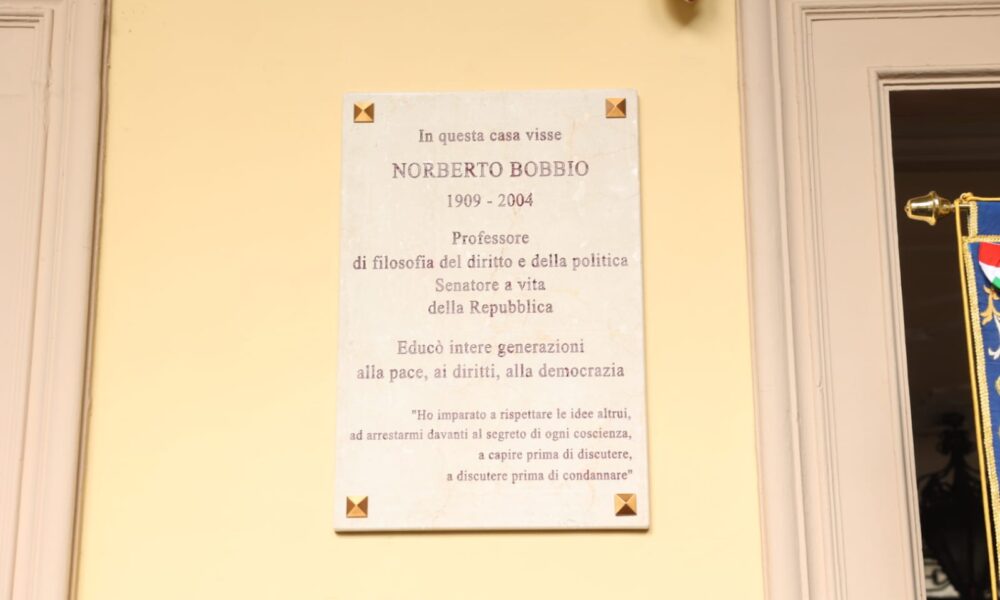 In questa casa visse
NORBERTO BOBBIO
1909 - 2004
Professore
di filosofia del diritto e della politica
Senatore a vita
della Repubblica
Educò intere generazioni
alla pace, ai diritti, alla democrazia
"Ho imparato a rispettare le idee altrui,
ad arrestarmi davanti al segreto di ogni coscienza,
a capire prima di discutere,
a discutere prima di condannare"